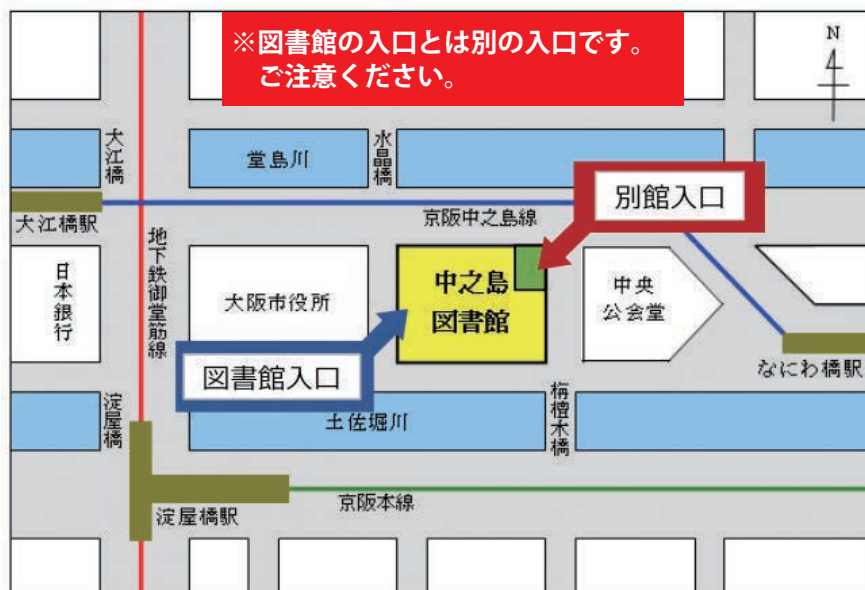 ※図書館の入口とは別の入口です。
ご注意ください。
N
大江橋
堂島川
水晶橋
別館入口
大江橋駅
京阪中之島線
地下鉄御堂筋線
日本銀行
大阪市役所
中之島
図書館
中央
公会堂
図書館入口
なにわ橋駅
淀屋橋
土佐堀川
栴檀木橋
淀屋橋駅
京阪本線